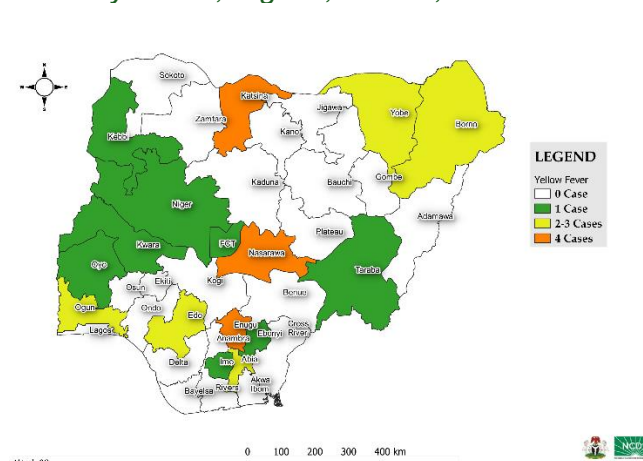 N
W
E
S
Sokoto
Katsina
Jigawa
Yobe
Borno
Zamfara
Kano
Kebbi
Kaduna
Bauchi
Gombe
Niger
Adamawa
Plateau
FCT
Kwara
Nasarawa
Taraba
Oyo
Kogi
Ekiti
Osun
Benue
Ogun
Ondo
Edo
Lagos
Enugu
Anambra
Ebonyi
Cross
River
Delta
Imo
Abia
Bayelsa
Rivers
Akwa
Ibom
LEGEND
Yellow Fever
0 Case
1 Case
2-3 Cases
4 Cases
0 100 200 300 400 km
NCD